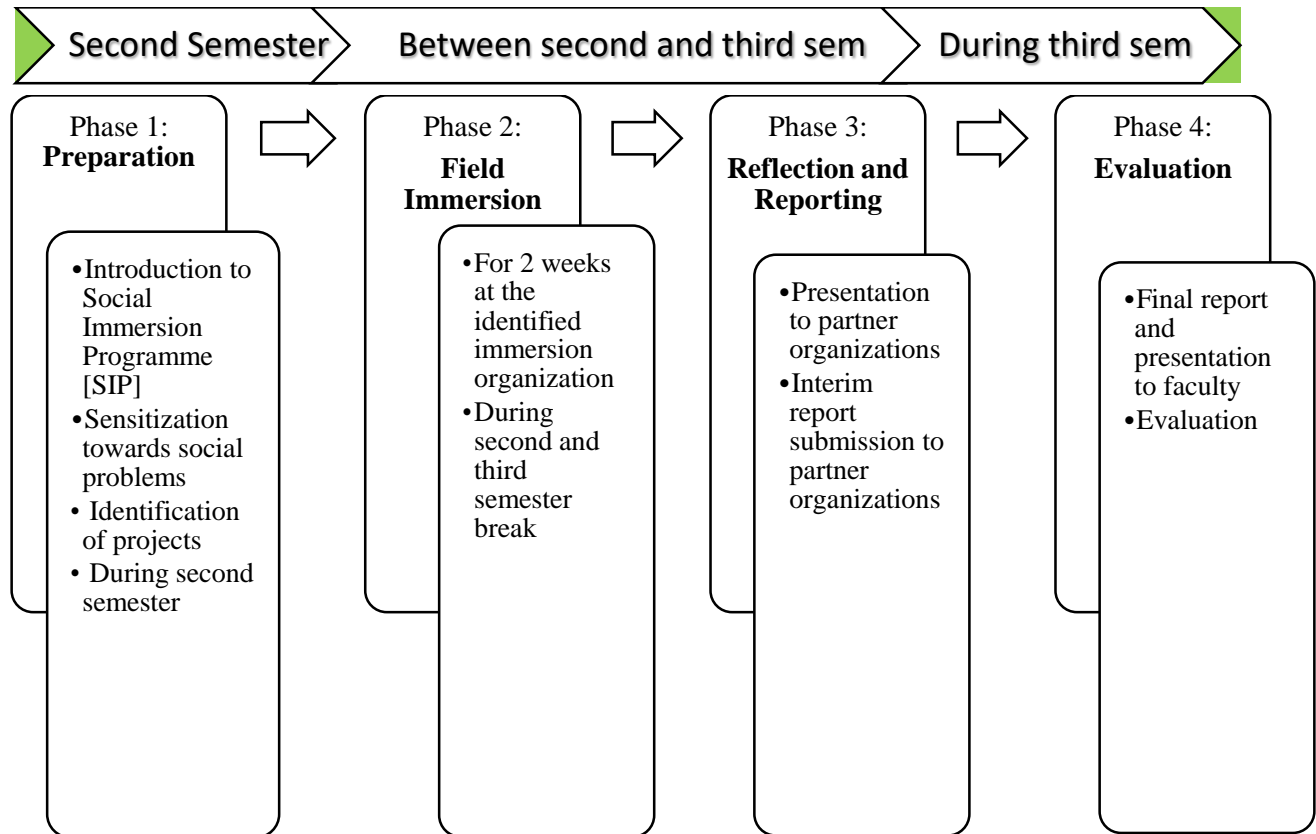 Second Semester
Between second and third sem
During third sem
Phase 1:
Preparation
•Introduction to
Social
Immersion
Programme
[SIP]
•Sensitization
towards social
problems
• Identification
of projects
• During second
semester
Phase 2:
Field
Immersion
•For 2 weeks
at the
identified
immersion
organization
•During
second and
third
semester
break
Phase 3:
Reflection and
Reporting
•Presentation
to partner
organizations
•Interim
report
submission to
partner
organizations
Phase 4:
Evaluation
•Final report
and
presentation
to faculty
•Evaluation